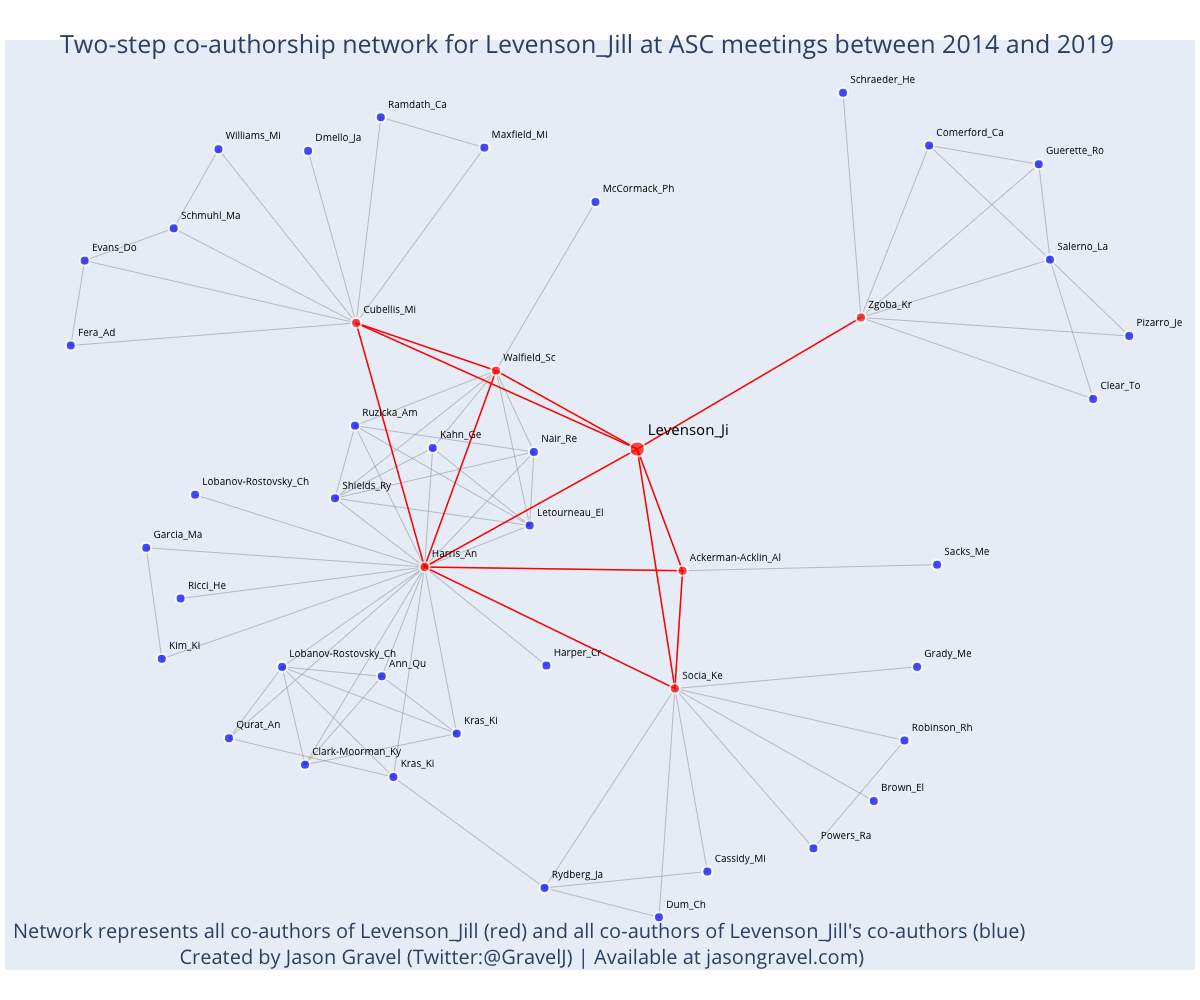 Two-step co-authorship network for Levenson_Jill at ASC meetings between 2014 and 2019
Schraeder_He
Ramdath_Ca
Williams_Mi
Dmello_Ja
Maxfield_Mi
Comerford_Ca
Guerette_Ro
McCormack_Ph
Schmuhl_Ma
Evans_Do
Salerno_La
Cubellis_Mi
Zgoba_Kr
Fera_Ad
Pizarro_Je
Walfield_Sc
Clear_To
Ruzicka_Am
Levenson_Ji
Kahn_Ge
Nair_Re
Lobanov-Rostovsky_Ch
Shields_Ry
Letourneau_El
Garcia_Ma
Harris_An
Ackerman-Acklin_Al
Sacks_Me
Ricci_He
Kim_Ki
Lobanov-Rostovsky_Ch
Ann_Qu
Harper_Cr
Grady_Me
Socia_Ke
Qurat_An
Kras_Ki
Robinson_Rh
Clark-Moorman_Ky
Kras_Ki
Brown_El
Powers_Ra
Cassidy_Mi
Rydberg_Ja
Dum_Ch
Network represents all co-authors of Levenson_Jill (red) and all co-authors of Levenson_Jill's co-authors (blue)
Created by Jason Gravel (Twitter:@GravelJ) | Available at jasongravel.com)